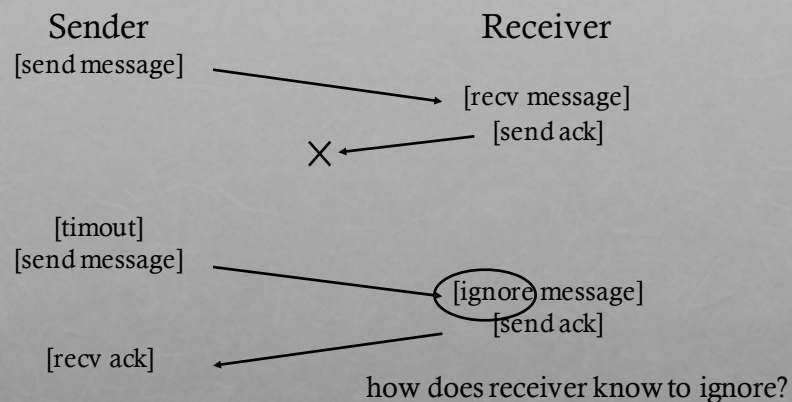 Sender Receiver
[send message]
[recv message]
[send ack]
[timout]
[send message]
[ignore message]
[send ack]
[recv ack]
how does receiver know to ignore?